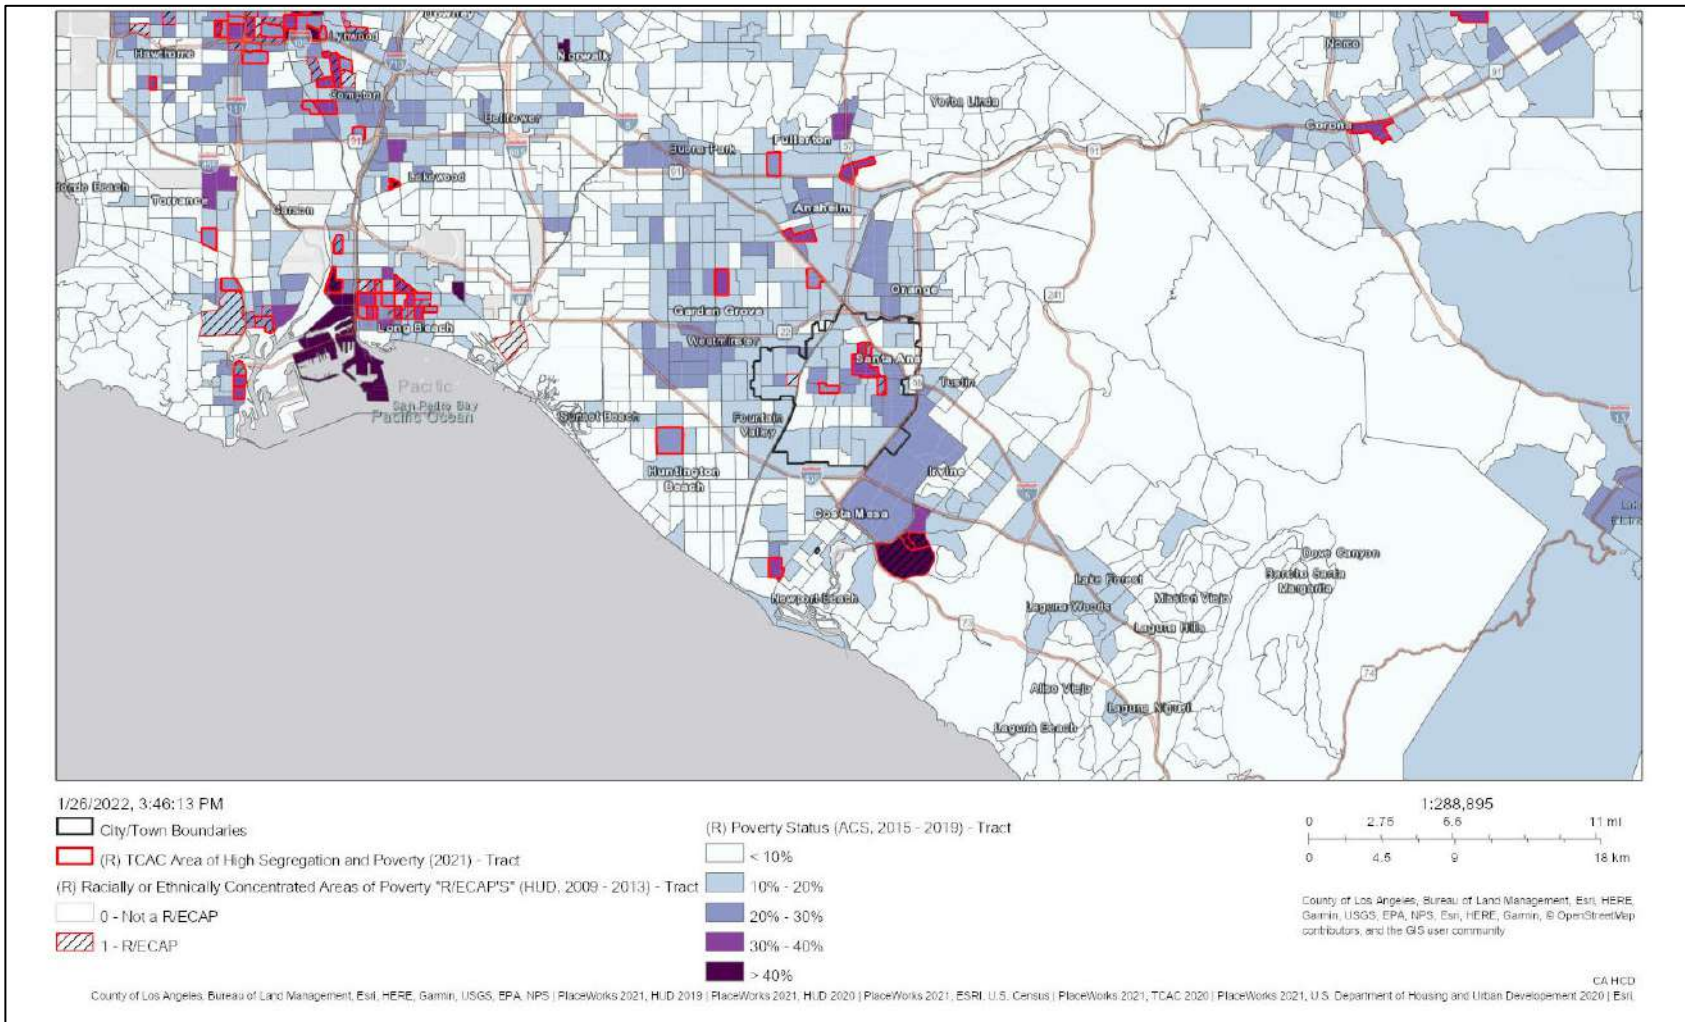 Downey
Lynwood
Hawthorne
Norwalk
Norco
Compton
Bellflower
Yorba Linda
Fullerton
Buena Park
Corona
Lakewood
Torrance
Carson
Anaheim
Orange
Garden Grove
Long Beach
Westminster
Santa Ana
Tustin
Pacific
San Pedro Bay
Pacific Ocean
Sunset Beach
Fountain
Valley
Huntington
Beach
Irvine
Costa Mesa
Newport Beach
Lake Forest
Dove Canyon
Rancho Santa
Margarita
Laguna Woods
Mission Viejo
Laguna Hills
Aliso Viejo
Laguna Niguel
Laguna Beach
91
91
91
91
241
22
55
73
74
1/26/2022, 3:46:13 PM
City/Town Boundaries
(R) TCAC Area of High Segregation and Poverty (2021) - Tract
(R) Racially or Ethnically Concentrated Areas of Poverty "R/ECAP'S" (HUD, 2009 - 2013) - Tract
0 - Not a R/ECAP
1 - R/ECAP
(R) Poverty Status (ACS, 2015 - 2019) - Tract
< 10%
10% - 20%
20% - 30%
30% - 40%
> 40%
1:288,895
0 2.75 5.5 11 mi
0 4.5 9 18 km
County of Los Angeles, Bureau of Land Management, Esri, HERE,
Garmin, USGS, EPA, NPS, Esri, HERE, Garmin, © OpenStreetMap
contributors, and the GIS user community
CA HCD
County of Los Angeles, Bureau of Land Management, Esri, HERE, Garmin, USGS, EPA, NPS | PlaceWorks 2021, HUD 2019 | PlaceWorks 2021, HUD 2020 | PlaceWorks 2021, ESRI, U.S. Census | PlaceWorks 2021, TCAC 2020 | PlaceWorks 2021, U.S. Department of Housing and Urban Developement 2020 | Esri,